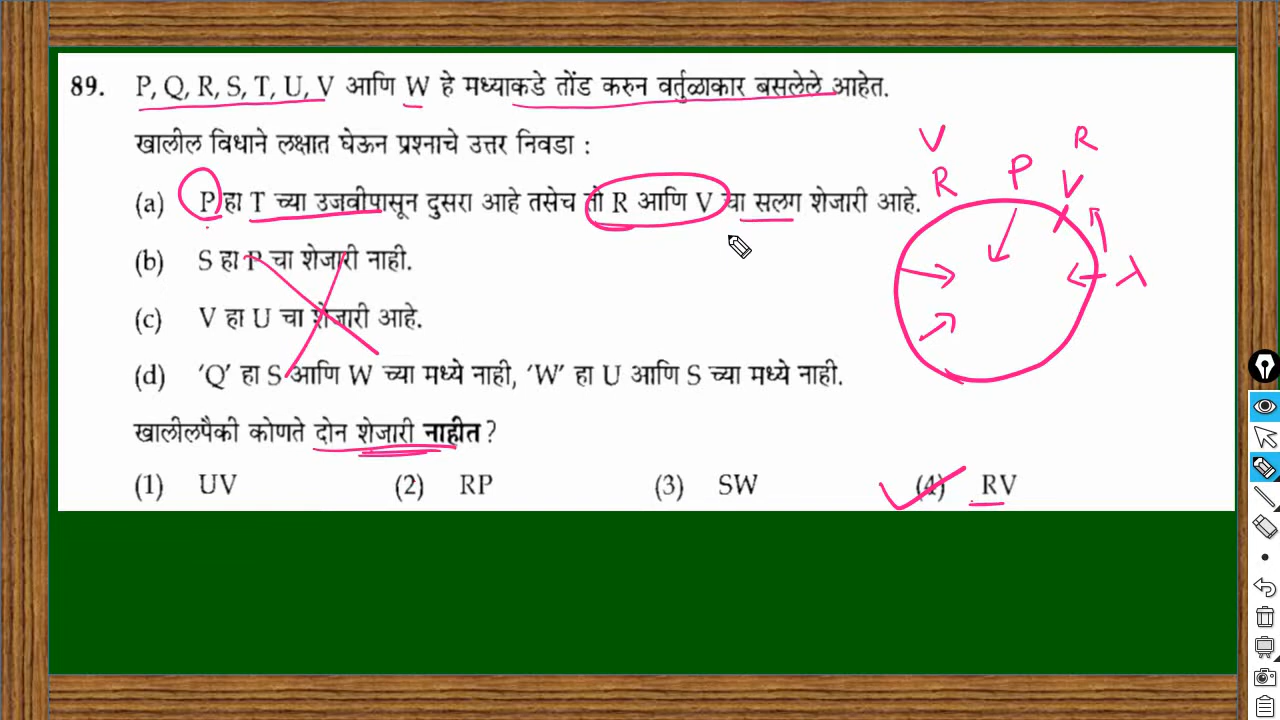 89. P, Q, R, S, T, U, V आणि W हे मध्याकडे तोंड करुन वर्तुळाकार बसलेले आहेत.
खालील विधाने लक्षात घेऊन प्रश्नाचे उत्तर निवडा :
(a) P हा T च्या उजवीपासून दुसरा आहे तसेच तो R आणि V चा सलग शेजारी आहे.
(b) S हा P चा शेजारी नाही.
(c) V हा U चा शेजारी आहे.
(d) 'Q' हा S आणि W च्या मध्ये नाही, 'W' हा U आणि S च्या मध्ये नाही.
खालीलपैकी कोणते दोन शेजारी नाहीत ?
(1) UV (2) RP (3) SW (4) RV
V R
R P V